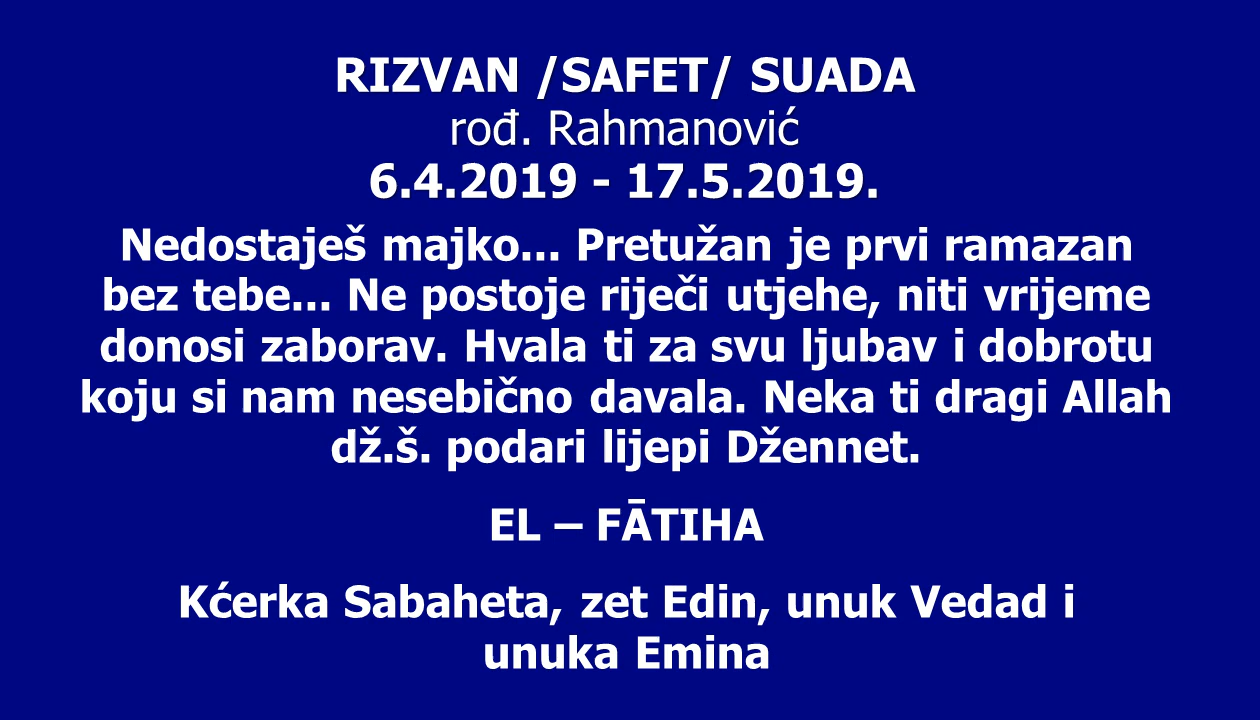 RIZVAN /SAFET/ SUADA
rođ. Rahmanović
6.4.2019 - 17.5.2019.
Nedostaješ majko... Pretužan je prvi ramazan
bez tebe... Ne postoje riječi utjehe, niti vrijeme
donosi zaborav. Hvala ti za svu ljubav i dobrotu
koju si nam nesebično davala. Neka ti dragi Allah
dž.š. podari lijepi Džennet.
EL – FĀTIHA
Kćerka Sabaheta, zet Edin, unuk Vedad i
unuka Emina